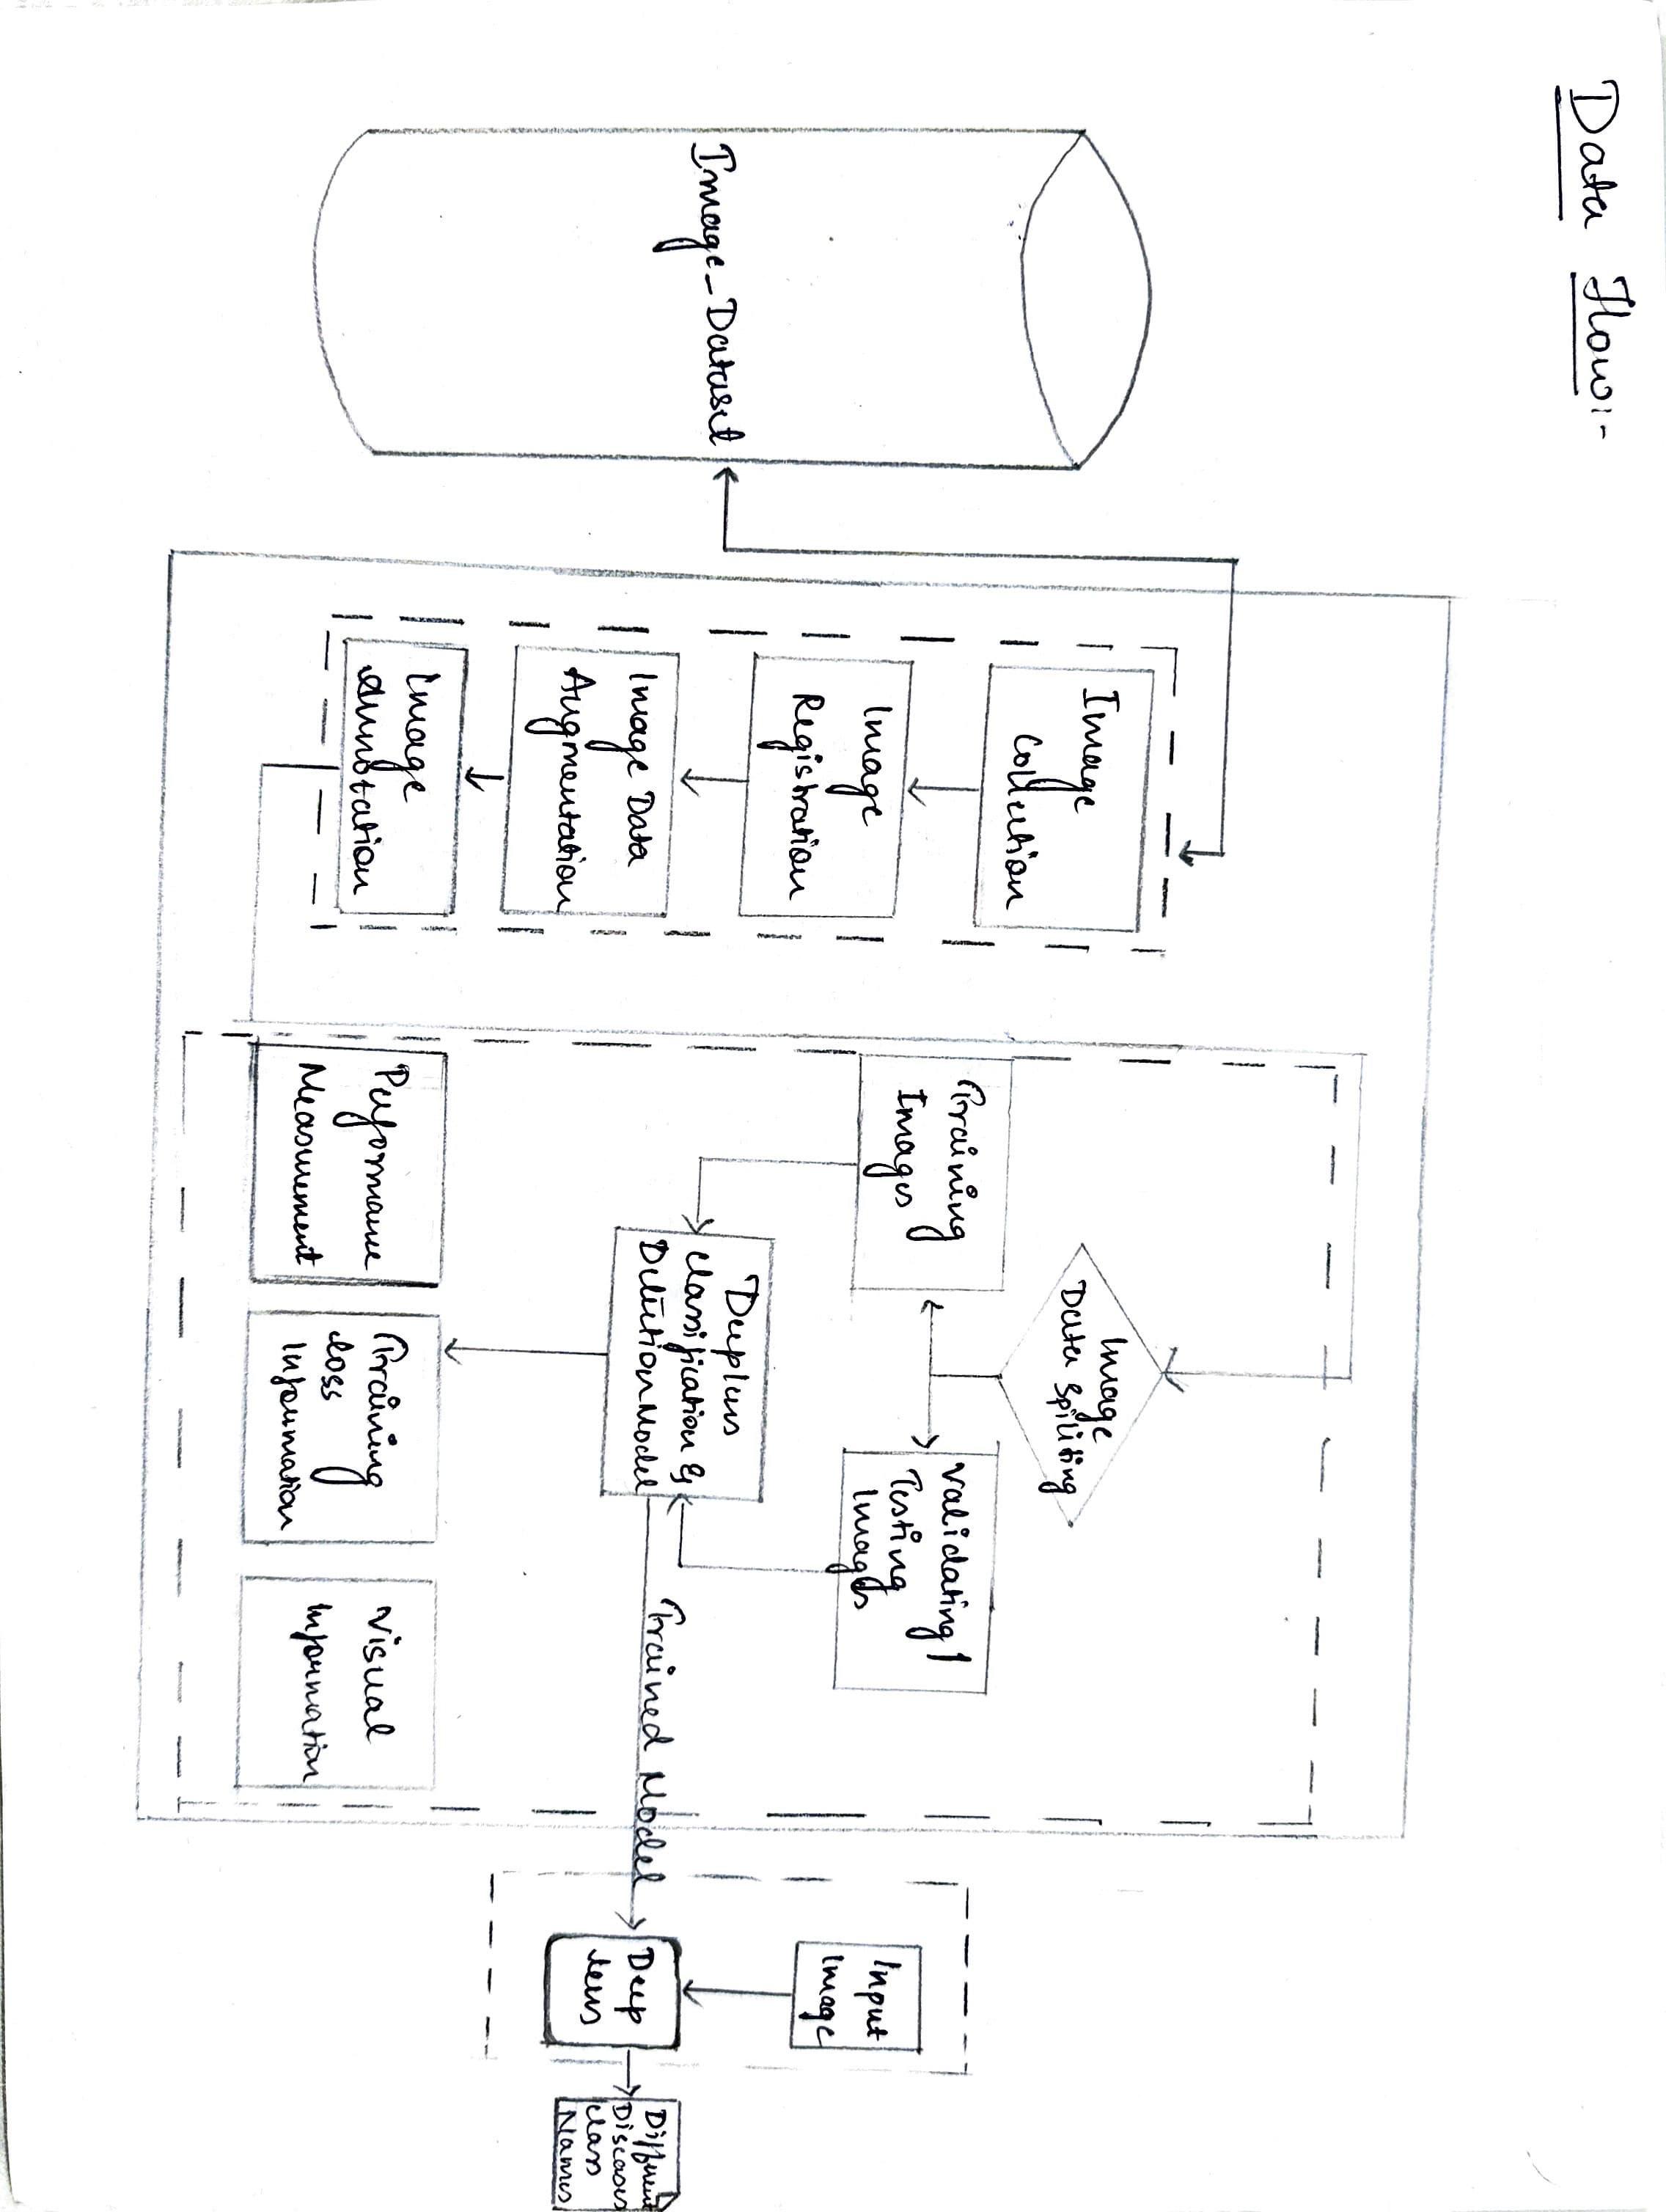 Data Flow:-
Image_Dataset
Image
Collection
Image
Registration
Image Data
Augmentation
Image
Annotation
Image
Data Spiliting
Training
Images
Validating /
Testing
Images
Deeplens
Classification &
Detection Model
Trained Model
Performance
Measurement
Training
loss
Information
Visual
Information
Input
Image
Deep
lens
Different
Diseases
Class
Names